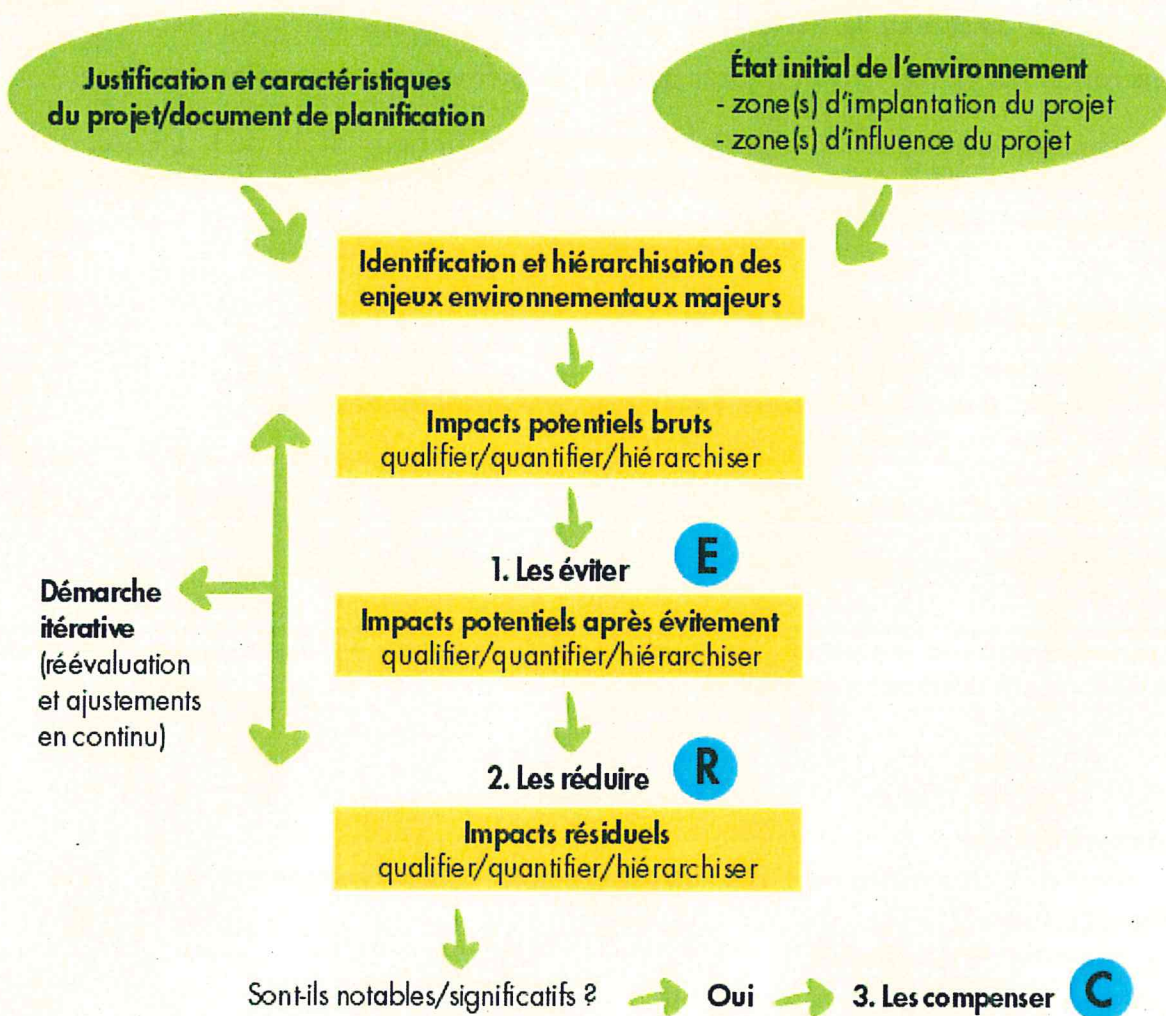 Justification et caractéristiques
du projet/document de planification
État initial de l'environnement
- zone(s) d'implantation du projet
- zone(s) d'influence du projet
Identification et hiérarchisation des
enjeux environnementaux majeurs
Impacts potentiels bruts
qualifier/quantifier/hiérarchiser
1. Les éviter E
Impacts potentiels après évitement
qualifier/quantifier/hiérarchiser
Démarche
itérative
(réévaluation
et ajustements
en continu)
2. Les réduire R
Impacts résiduels
qualifier/quantifier/hiérarchiser
Sont-ils notables/significatifs ? Oui 3. Les compenser C